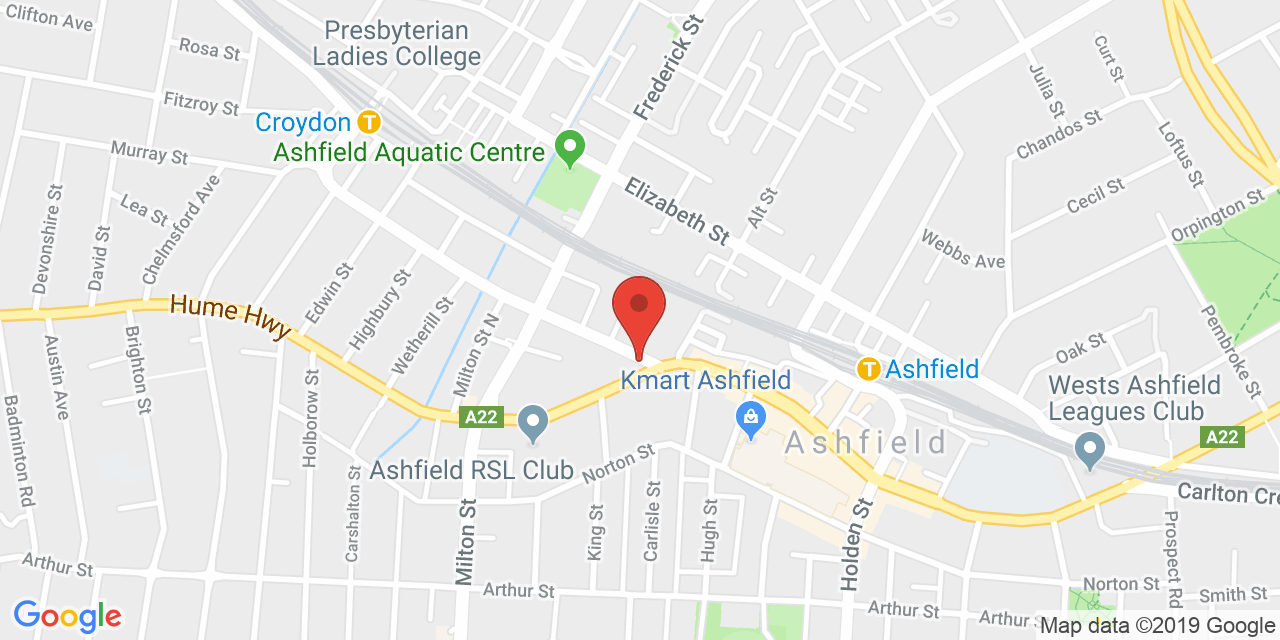 Clifton Ave
Rosa St
Presbyterian
Ladies College
Frederick St
Curt St
Julia St
Fitzroy St
Croydon
T
Ashfield Aquatic Centre
Murray St
Chandos St
Loftus St
Elizabeth St
Alt St
Cecil St
Orpington St
Devonshire St
Lea St
David St
Chelmsford Ave
Webbs Ave
Hume Hwy
Edwin St
Highbury St
Wetherill St
Milton St N
Austin Ave
Brighton St
Pembroke St
Oak St
T
Ashfield
Kmart Ashfield
Wests Ashfield
Leagues Club
Badminton Rd
Holborow St
A22
A22
Ashfield
Ashfield RSL Club
Norton St
Carshalton St
Milton St
King St
Carlisle St
Hugh St
Holden St
Carlton Cre
Prospect Rd
Arthur St
Arthur St
Arthur St
Arthur S
Norton St
Smith St
Google
Map data ©2019 Google